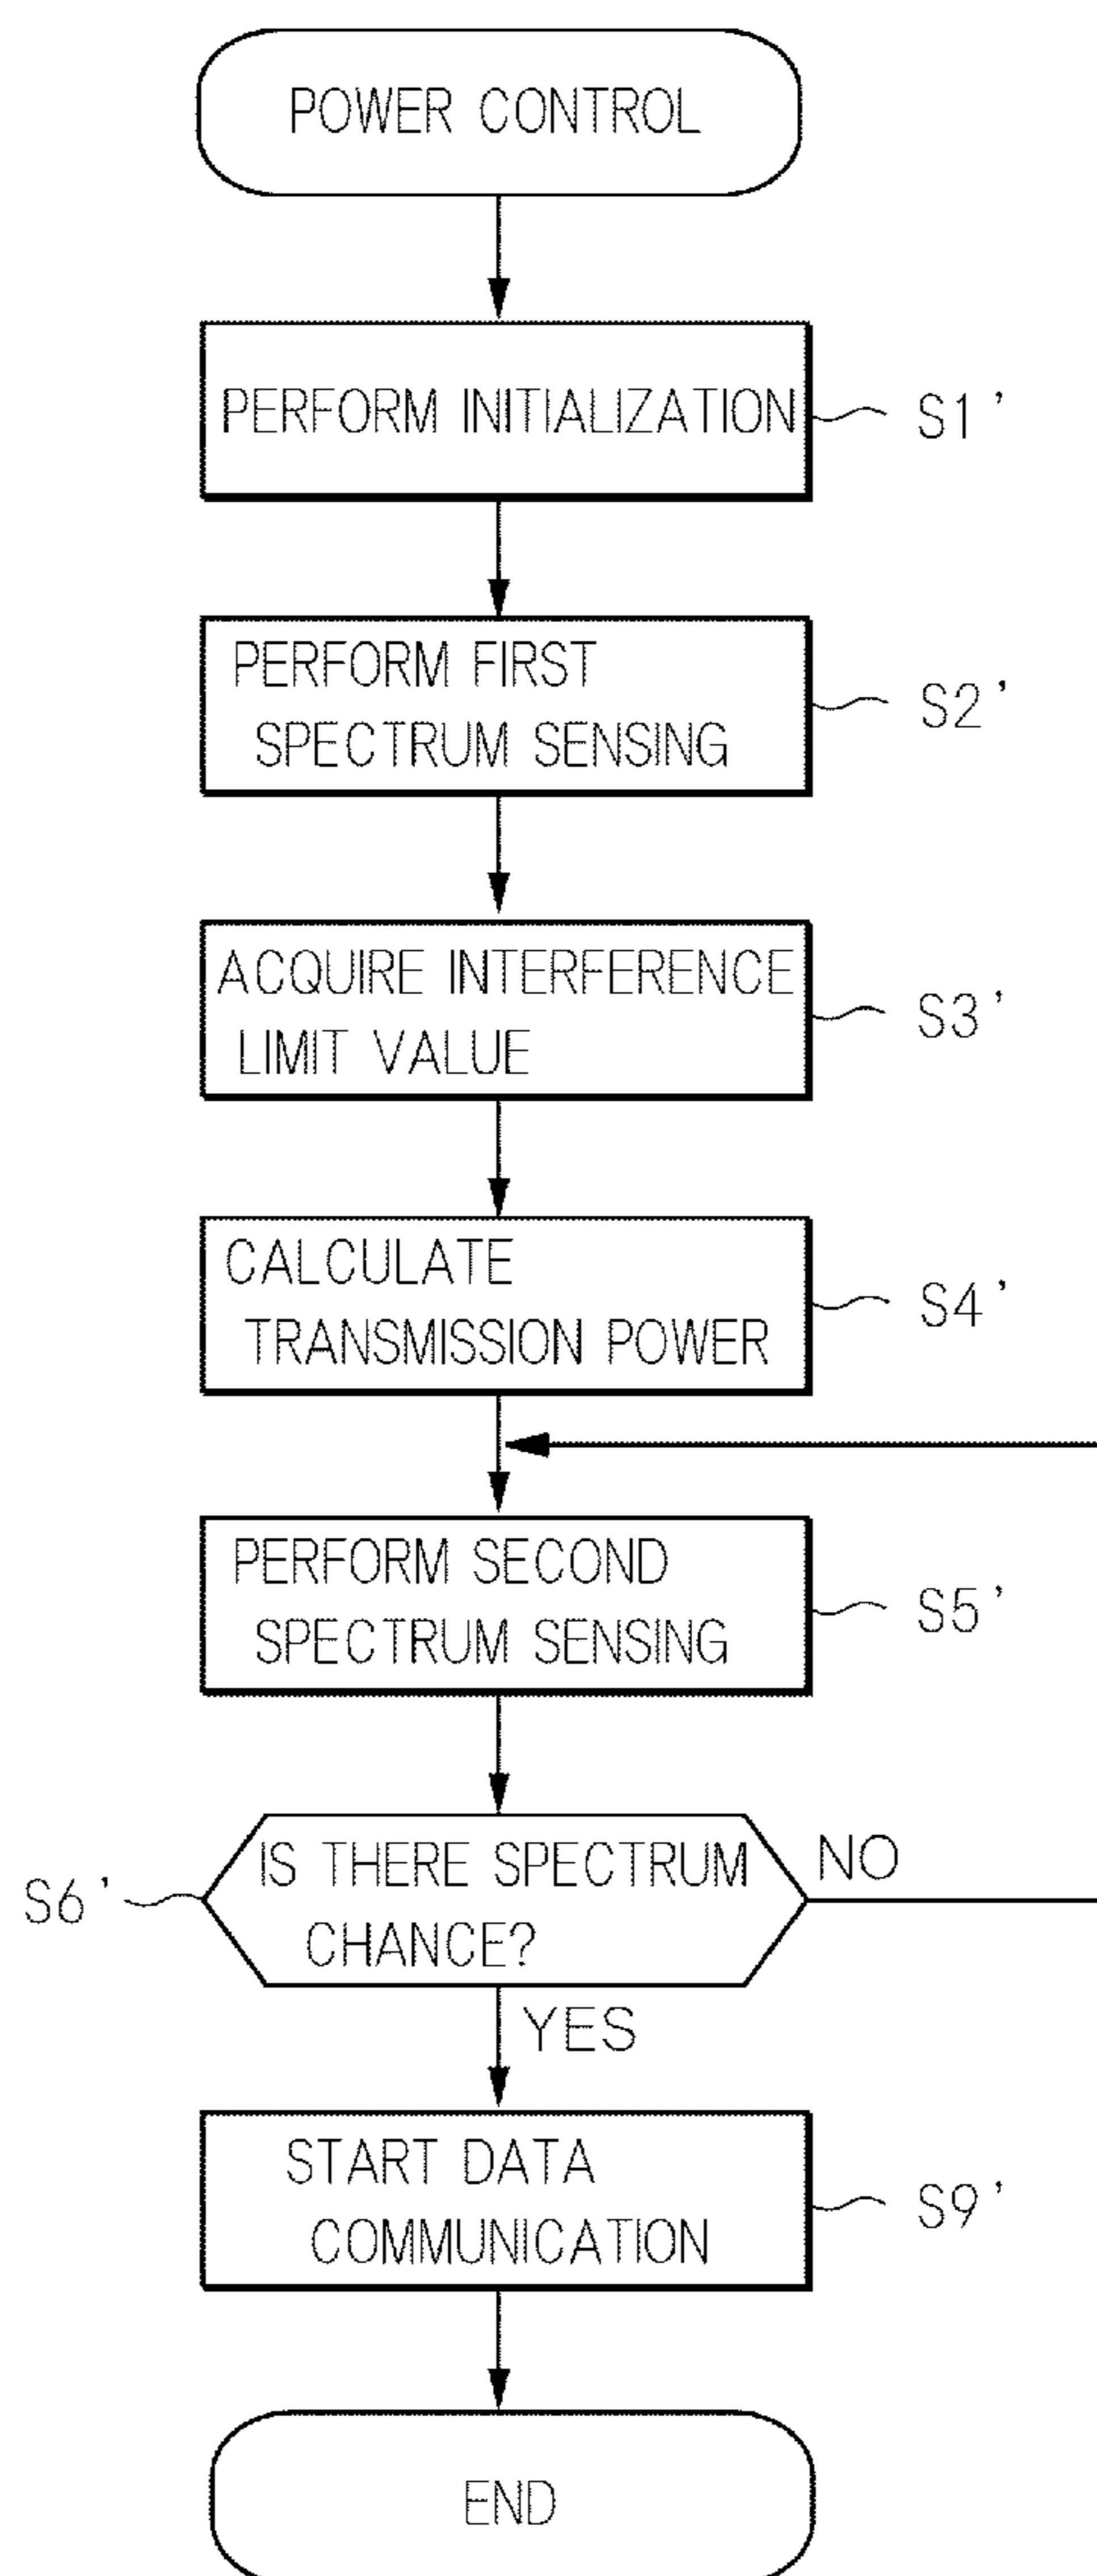 POWER CONTROL
PERFORM INITIALIZATION
S1'
PERFORM FIRST
SPECTRUM SENSING
S2'
ACQUIRE INTERFERENCE
LIMIT VALUE
S3'
CALCULATE
TRANSMISSION POWER
S4'
PERFORM SECOND
SPECTRUM SENSING
S5'
IS THERE SPECTRUM
CHANCE?
S6'
NO
YES
START DATA
COMMUNICATION
S9'
END